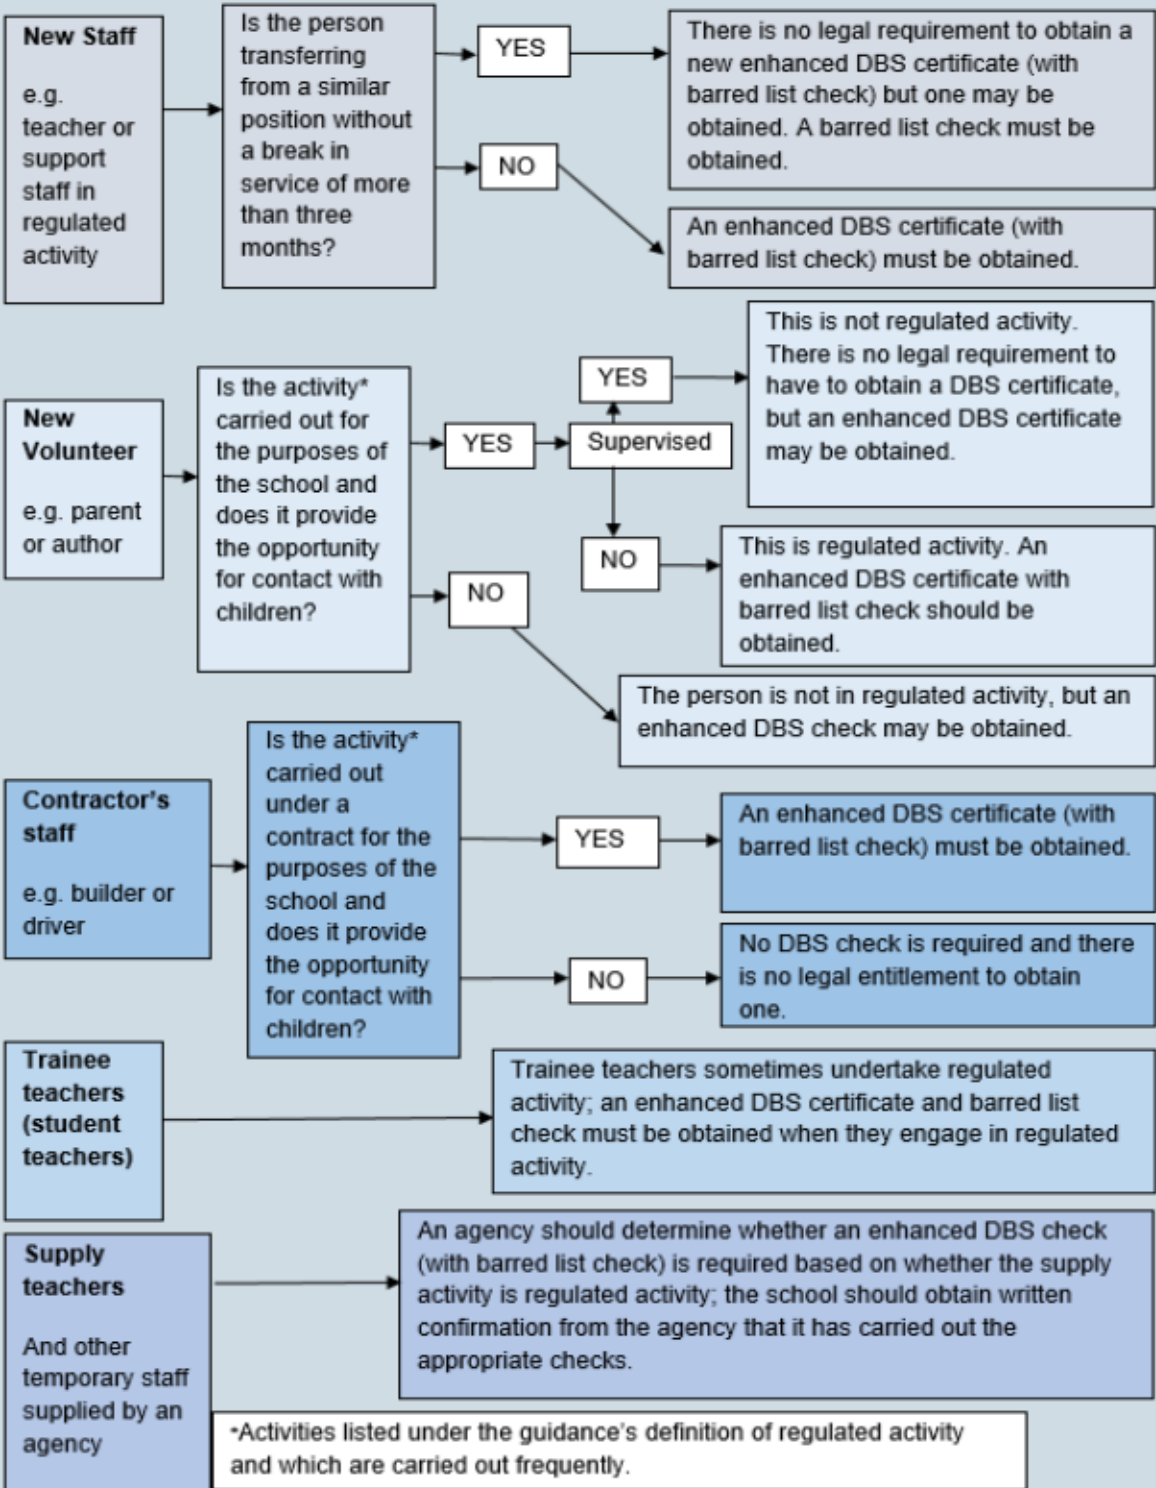 New Staff
e.g.
teacher or
support
staff in
regulated
activity
Is the person
transferring
from a similar
position without
a break in
service of more
than three
months?
YES
There is no legal requirement to obtain a
new enhanced DBS certificate (with
barred list check) but one may be
obtained. A barred list check must be
obtained.
NO
An enhanced DBS certificate (with
barred list check) must be obtained.
New
Volunteer
e.g. parent
or author
Is the activity*
carried out for
the purposes of
the school and
does it provide
the opportunity
for contact with
children?
YES
Supervised
YES
This is not regulated activity.
There is no legal requirement to
have to obtain a DBS certificate,
but an enhanced DBS certificate
may be obtained.
NO
This is regulated activity. An
enhanced DBS certificate with
barred list check should be
obtained.
NO
The person is not in regulated activity, but an
enhanced DBS check may be obtained.
Contractor's
staff
e.g. builder or
driver
Is the activity*
carried out
under a
contract for the
purposes of the
school and
does it provide
the opportunity
for contact with
children?
YES
An enhanced DBS certificate (with
barred list check) must be obtained.
NO
No DBS check is required and there
is no legal entitlement to obtain
one.
Trainee
teachers
(student
teachers)
Trainee teachers sometimes undertake regulated
activity; an enhanced DBS certificate and barred list
check must be obtained when they engage in regulated
activity.
Supply
teachers
And other
temporary staff
supplied by an
agency
An agency should determine whether an enhanced DBS check
(with barred list check) is required based on whether the supply
activity is regulated activity; the school should obtain written
confirmation from the agency that it has carried out the
appropriate checks.
*Activities listed under the guidance's definition of regulated activity
and which are carried out frequently.